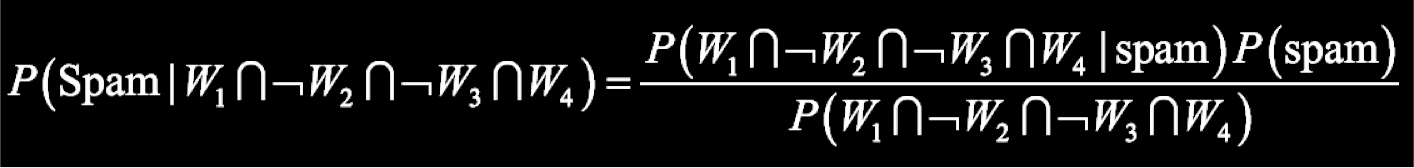 P(Spam|W₁⋂¬W₂⋂¬W₃⋂W₄)=
P(W₁⋂¬W₂⋂¬W₃⋂W₄|spam)P(spam)
P(W₁⋂¬W₂⋂¬W₃⋂W₄)